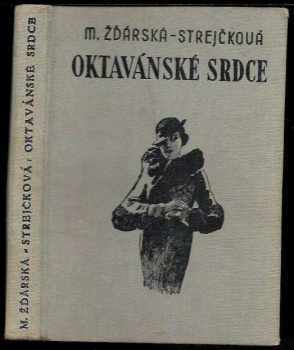 M. ŽĎÁRSKÁ-STREJČKOVÁ
OKTAVÁNSKÉ SRDCE
M. ŽĎÁRSKÁ-STREJČKOVÁ: OKTAVÁNSKÉ SRDCE